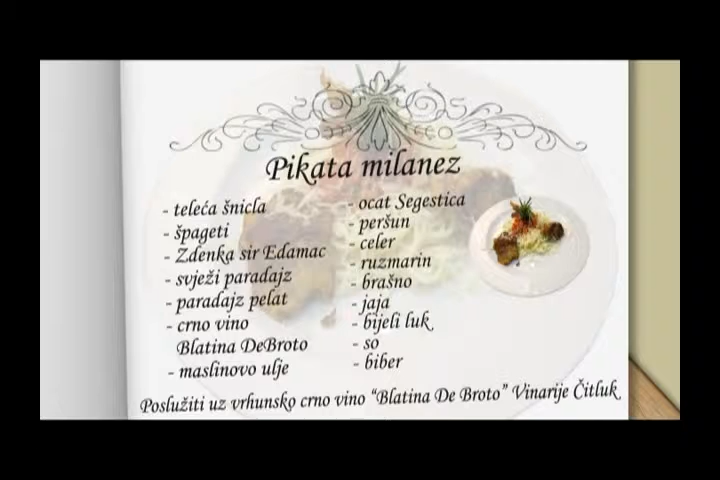 Pikata milanez
- teleća šnicla
- špageti
- Zdenka sir Edamac
- svježi paradajz
- paradajz pelat
- crno vino
Blatina DeBroto
- maslinovo ulje
- ocat Segestica
- peršun
- celer
- ruzmarin
- brašno
- jaja
- bijeli luk
- so
- biber
Poslužiti uz vrhunsko crno vino “Blatina De Broto” Vinarije Čitluk